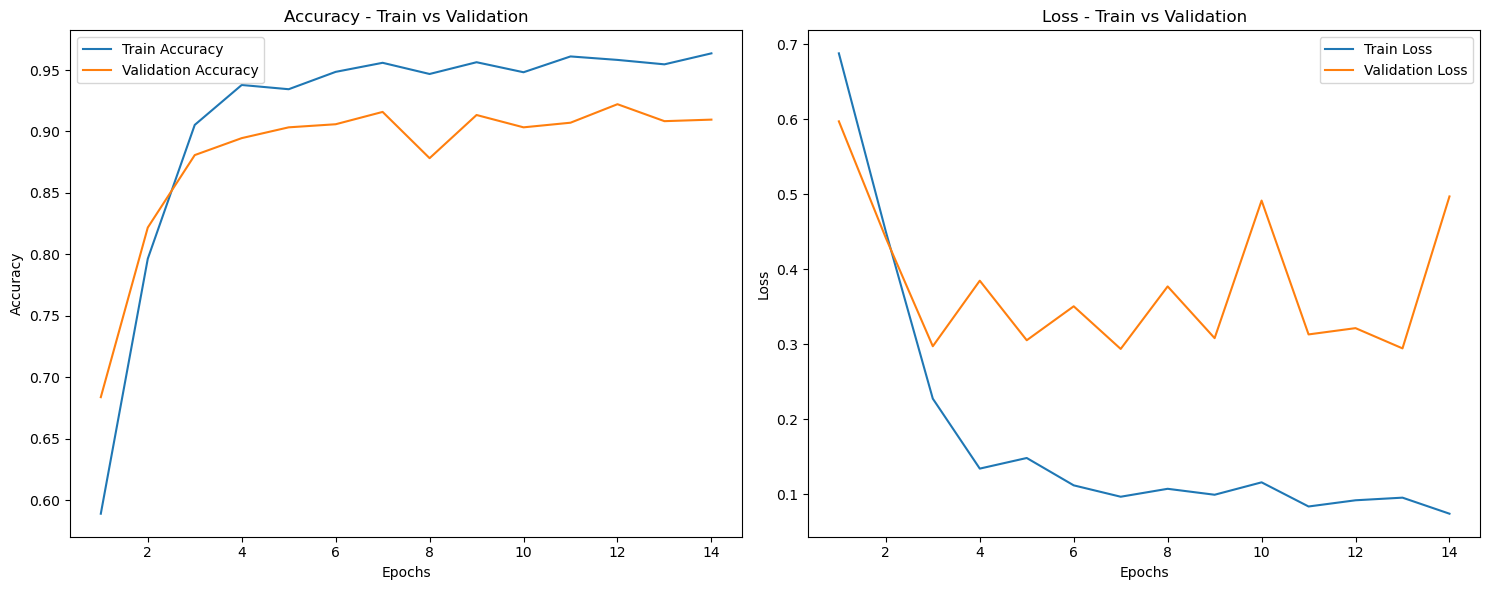 Accuracy - Train vs Validation
Train Accuracy
Validation Accuracy
0.95
0.90
0.85
0.80
0.75
0.70
0.65
0.60
Accuracy
2 4 6 8 10 12 14
Epochs
Loss - Train vs Validation
Train Loss
Validation Loss
0.7
0.6
0.5
0.4
0.3
0.2
0.1
Loss
2 4 6 8 10 12 14
Epochs